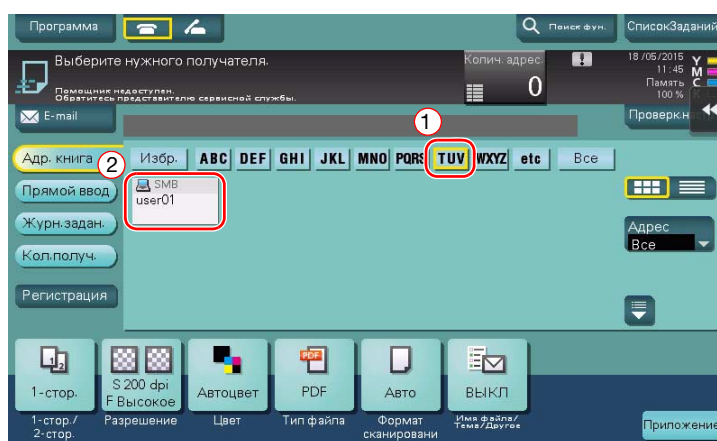 Программа
Поиск фун.
СписокЗаданий
Выберите нужного получателя.
Помощник недоступен.
Обратитесь представителю сервисной службы.
Колич. адрес
0
18/05/2015
11:45
Память
100 %
Y
M
C
K
E-mail
Проверк.н
1
Адр. книга
2
Избр.
ABC
DEF
GHI
JKL
MNO
PQRS
TUV
WXYZ
etc
Все
SMB
user01
Прямой ввод
Журн.задан.
Кол.получ.
Регистрация
Адрес
Все
1-стор.
S 200 dpi
F Высокое
Автоцвет
PDF
PDF
Авто
ВЫКЛ
1-стор./
2-стор.
Разрешение
Цвет
Тип файла
Формат
сканировани
Имя файла/
Тема/Другое
Приложение